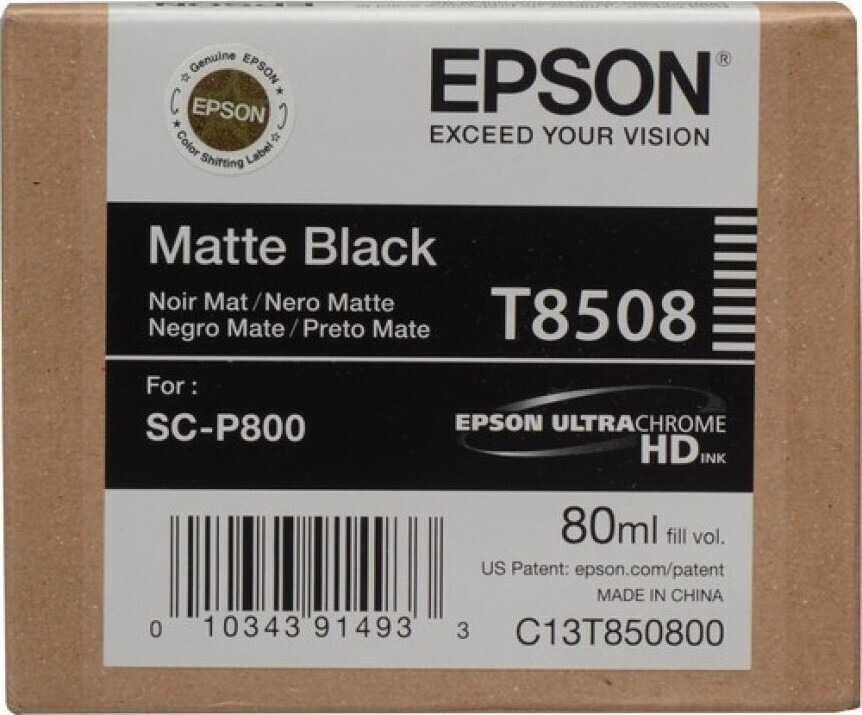 Genuine EPSON
EPSON
Color Shifting Label
EPSON®
EXCEED YOUR VISION
Matte Black
Noir Mat / Nero Matte
Negro Mate / Preto Mate
T8508
For :
SC-P800
EPSON ULTRACHROME
HD INK
80ml fill vol.
US Patent: epson.com/patent
MADE IN CHINA
C13T850800
0 10343 91493 3